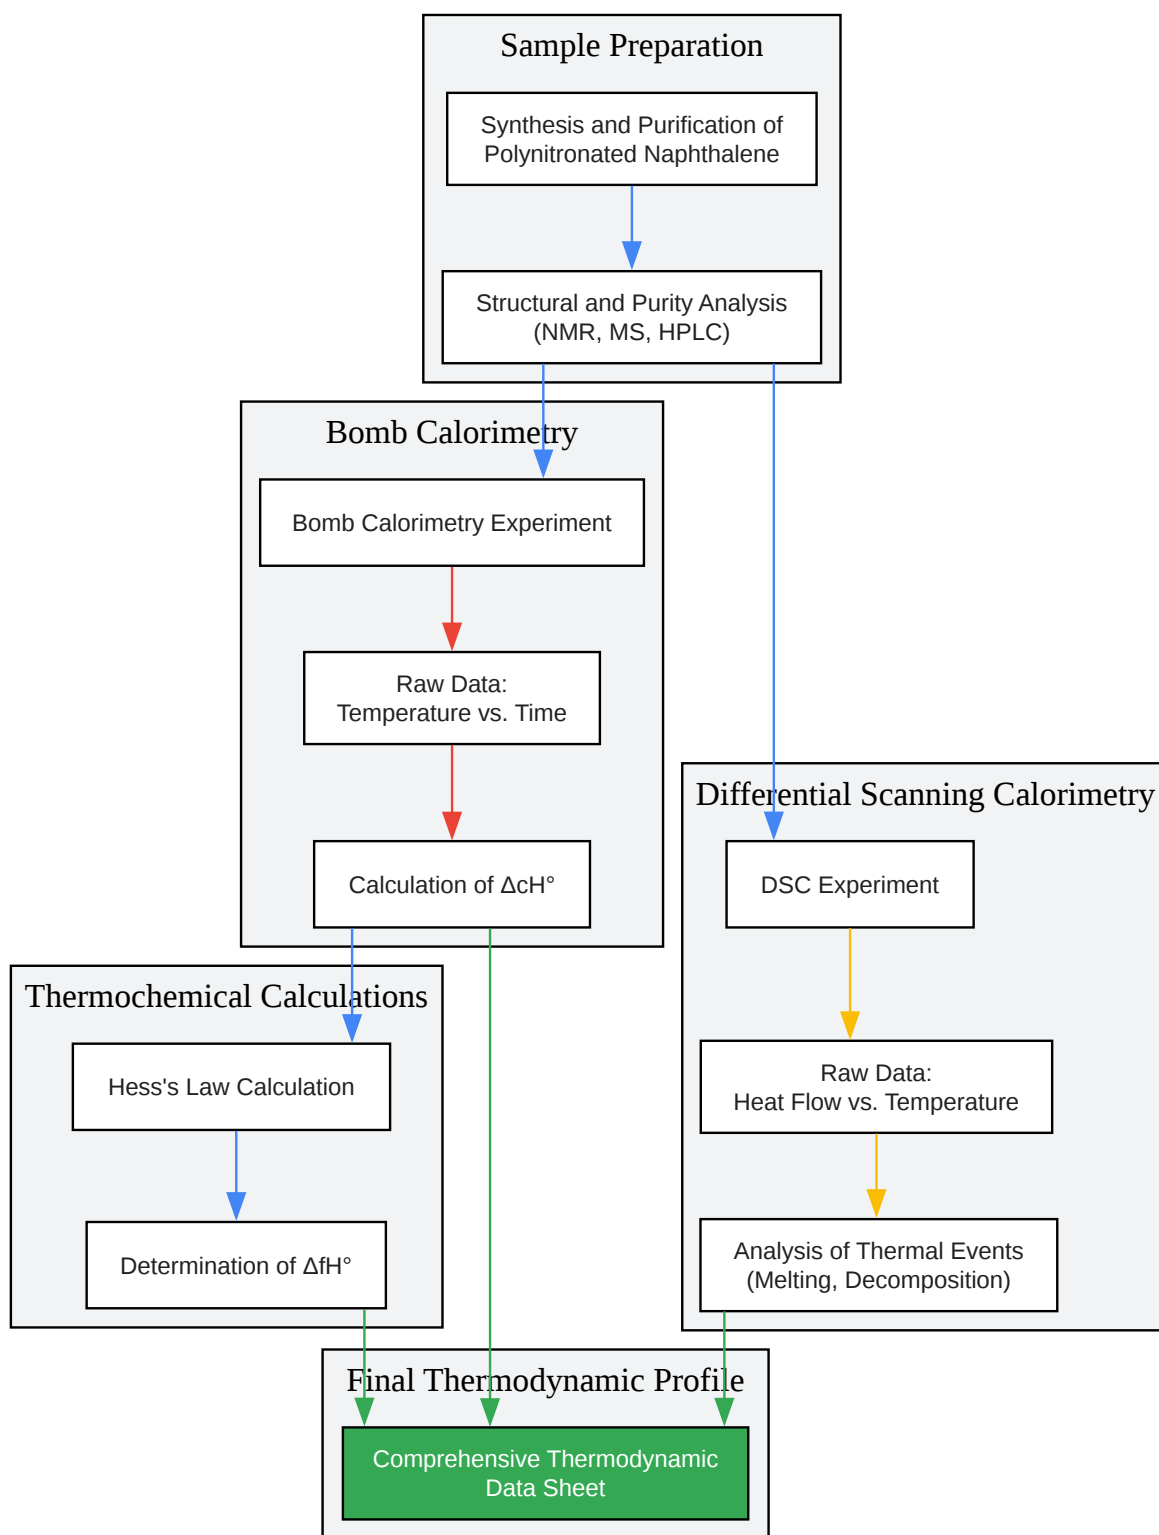 Sample Preparation
Synthesis and Purification of
Polynitronated Naphthalene
Structural and Purity Analysis
(NMR, MS, HPLC)
Bomb Calorimetry
Bomb Calorimetry Experiment
Raw Data:
Temperature vs. Time
Calculation of ΔcH°
Differential Scanning Calorimetry
DSC Experiment
Raw Data:
Heat Flow vs. Temperature
Analysis of Thermal Events
(Melting, Decomposition)
Thermochemical Calculations
Hess's Law Calculation
Determination of ΔfH°
Final Thermodynamic Profile
Comprehensive Thermodynamic
Data Sheet